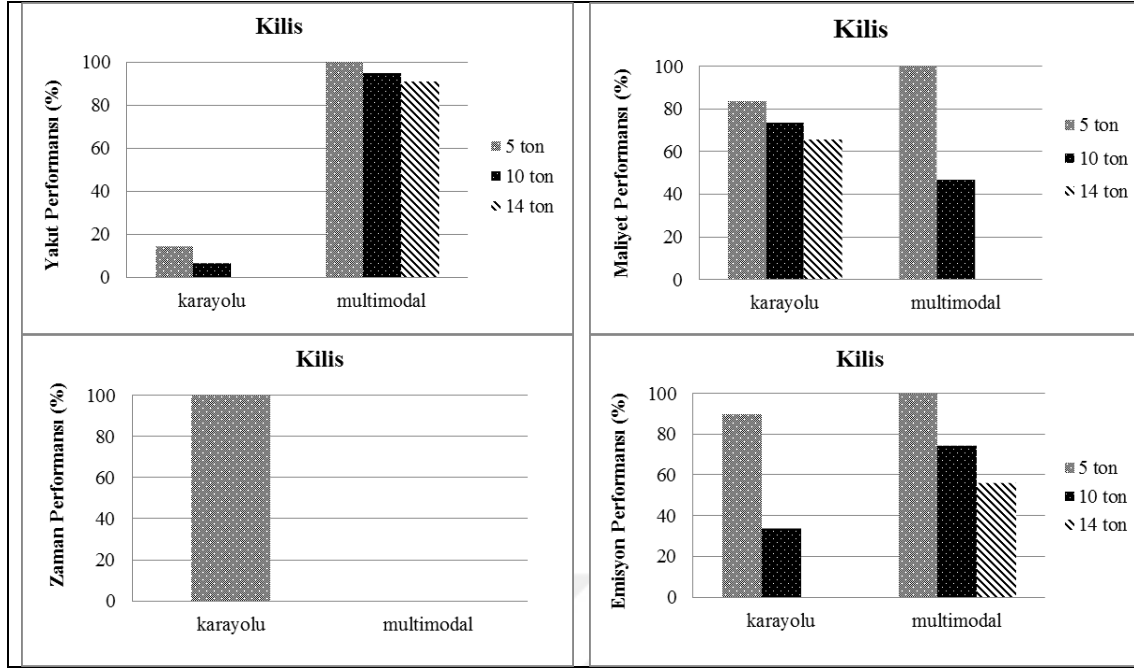 Kilis
Yakıt Performansı (%)
100
80
60
40
20
0
karayolu multimodal
5 ton
10 ton
14 ton
Kilis
Maliyet Performansı (%)
100
80
60
40
20
0
karayolu multimodal
5 ton
10 ton
14 ton
Kilis
Zaman Performansı (%)
100
80
60
40
20
0
karayolu multimodal
Kilis
Emisyon Performansı (%)
100
80
60
40
20
0
karayolu multimodal
5 ton
10 ton
14 ton